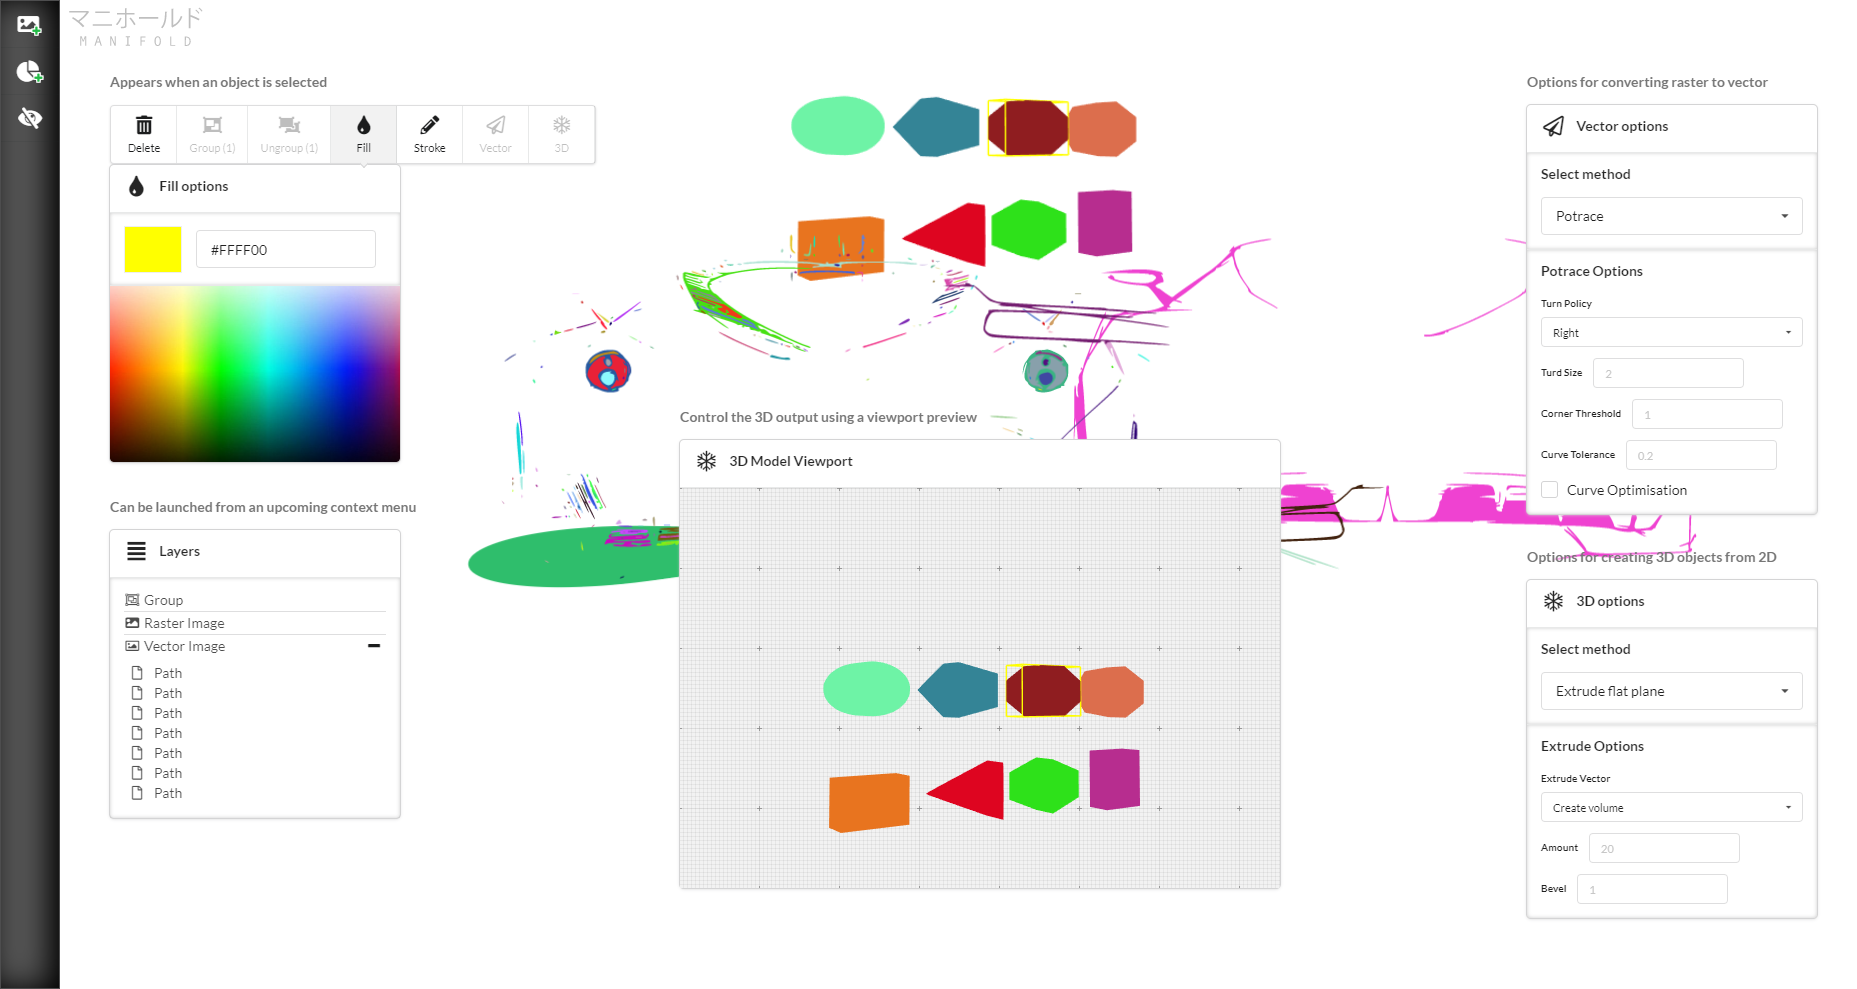 マニホールド
MANIFOLD
Appears when an object is selected
Delete
Group (1)
Ungroup (1)
Fill
Stroke
Vector
3D
Fill options
#FFFF00
Can be launched from an upcoming context menu
Layers
Group
Raster Image
Vector Image
Path
Path
Path
Path
Path
Path
Path
Control the 3D output using a viewport preview
3D Model Viewport
Options for converting raster to vector
Vector options
Select method
Potrace
Potrace Options
Turn Policy
Right
Turd Size
2
Corner Threshold
1
Curve Tolerance
0.2
Curve Optimisation
Options for creating 3D objects from 2D
3D options
Select method
Extrude flat plane
Extrude Options
Extrude Vector
Create volume
Amount
20
Bevel
1